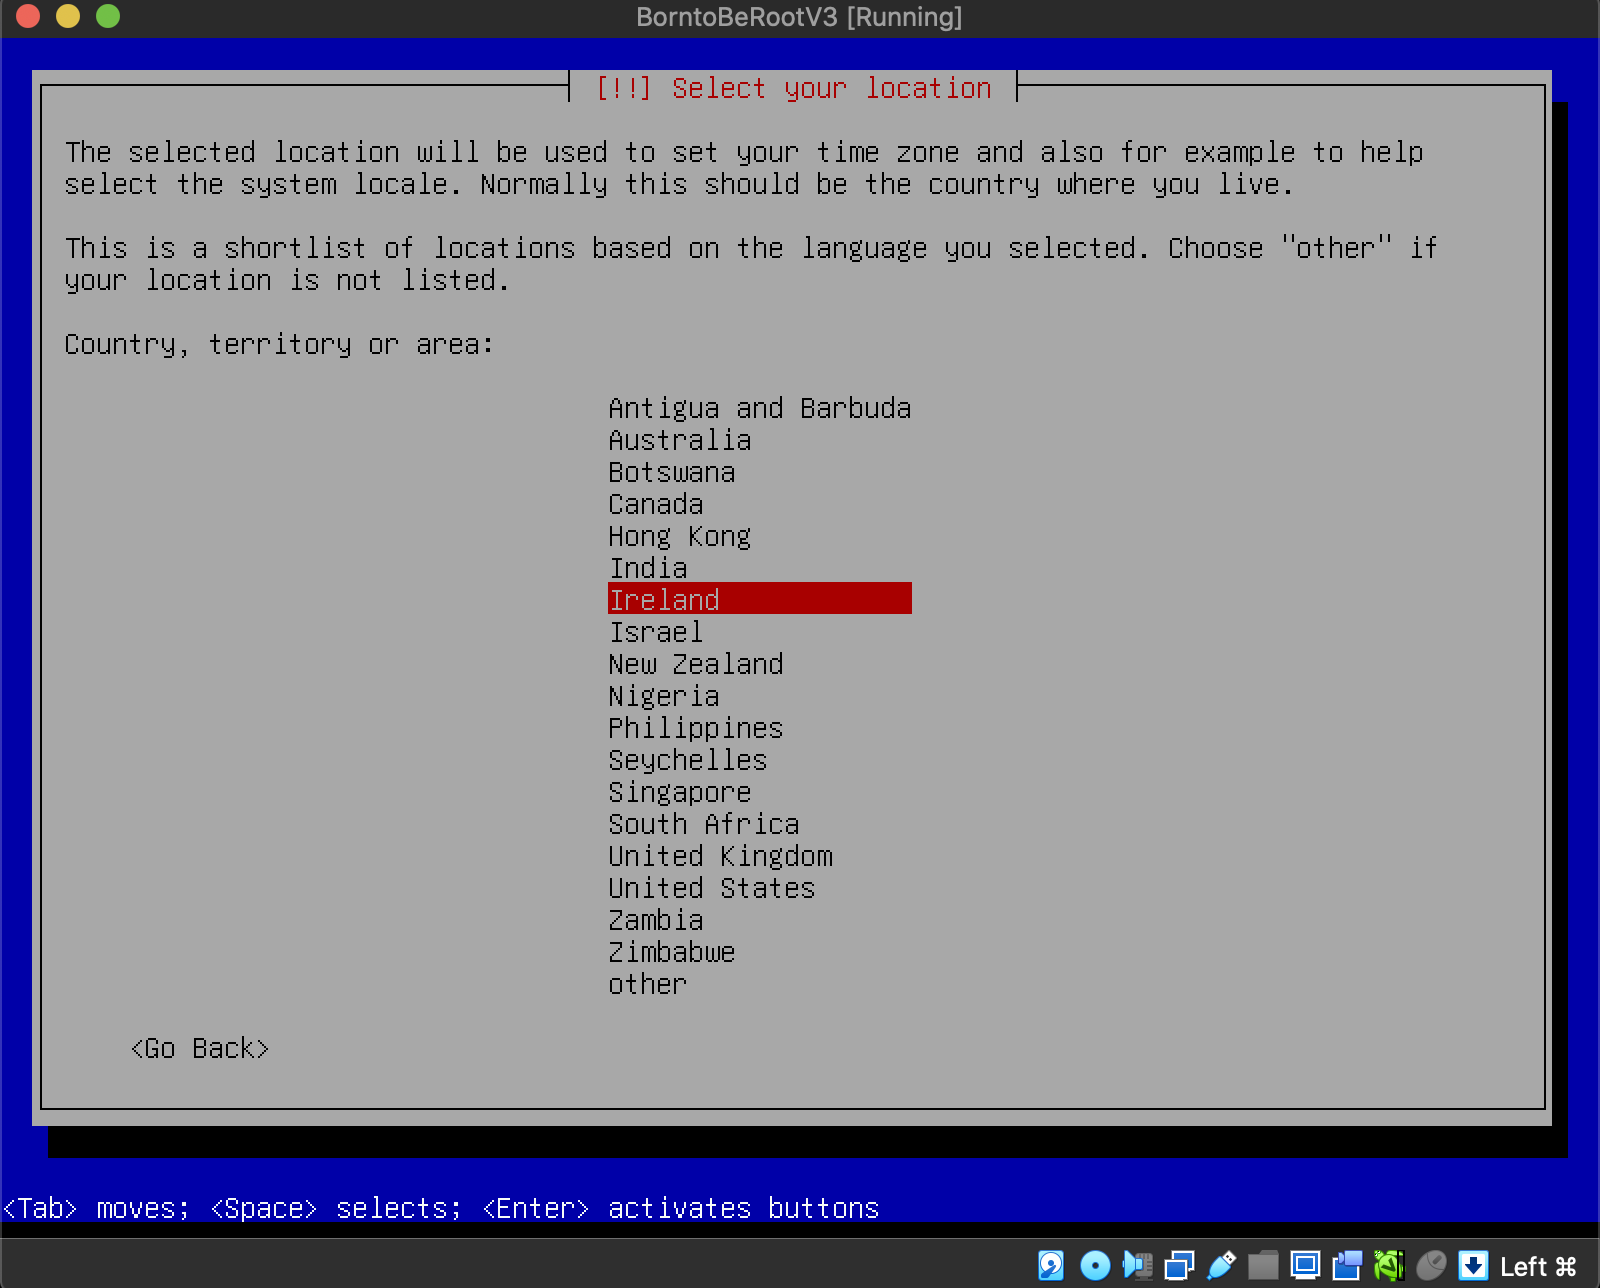 BorntoBeRootV3 [Running]
[!!] Select your location
The selected location will be used to set your time zone and also for example to help
select the system locale. Normally this should be the country where you live.
This is a shortlist of locations based on the language you selected. Choose "other" if
your location is not listed.
Country, territory or area:
Antigua and Barbuda
Australia
Botswana
Canada
Hong Kong
India
Ireland
Israel
New Zealand
Nigeria
Philippines
Seychelles
Singapore
South Africa
United Kingdom
United States
Zambia
Zimbabwe
other
<Go Back>
<Tab> moves; <Space> selects; <Enter> activates buttons
Left ⌘